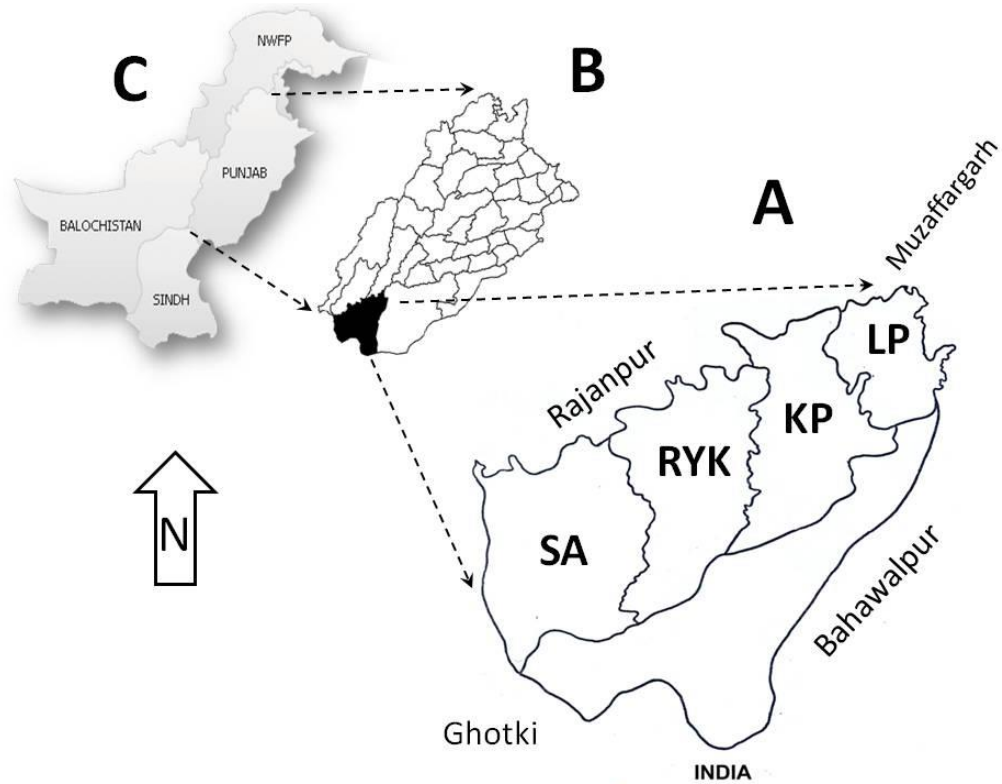 C
NWFP
PUNJAB
BALOCHISTAN
SINDH
B
A
Muzaffargarh
LP
Rajanpur
KP
RYK
SA
N
Bahawalpur
Ghotki
INDIA